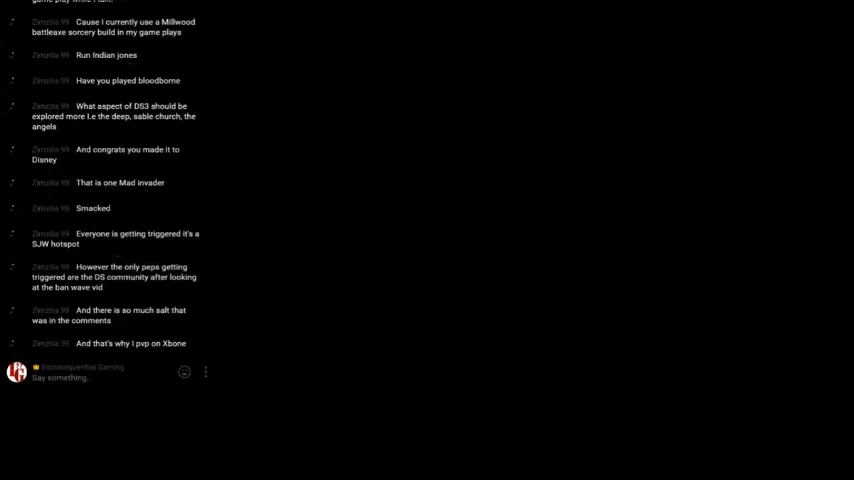 game play while I talk.
Zimzilla 99 Cause I currently use a Millwood
battleaxe sorcery build in my game plays
Zimzilla 99 Run Indian jones
Zimzilla 99 Have you played bloodborne
Zimzilla 99 What aspect of DS3 should be
explored more I.e the deep, sable church, the
angels
Zimzilla 99 And congrats you made it to
Disney
Zimzilla 99 That is one Mad invader
Zimzilla 99 Smacked
Zimzilla 99 Everyone is getting triggered it's a
SJW hotspot
Zimzilla 99 However the only peps getting
triggered are the DS community after looking
at the ban wave vid
Zimzilla 99 And there is so much salt that
was in the comments
Zimzilla 99 And that's why I pvp on Xbone
Inconsequential Gaming
Say something...